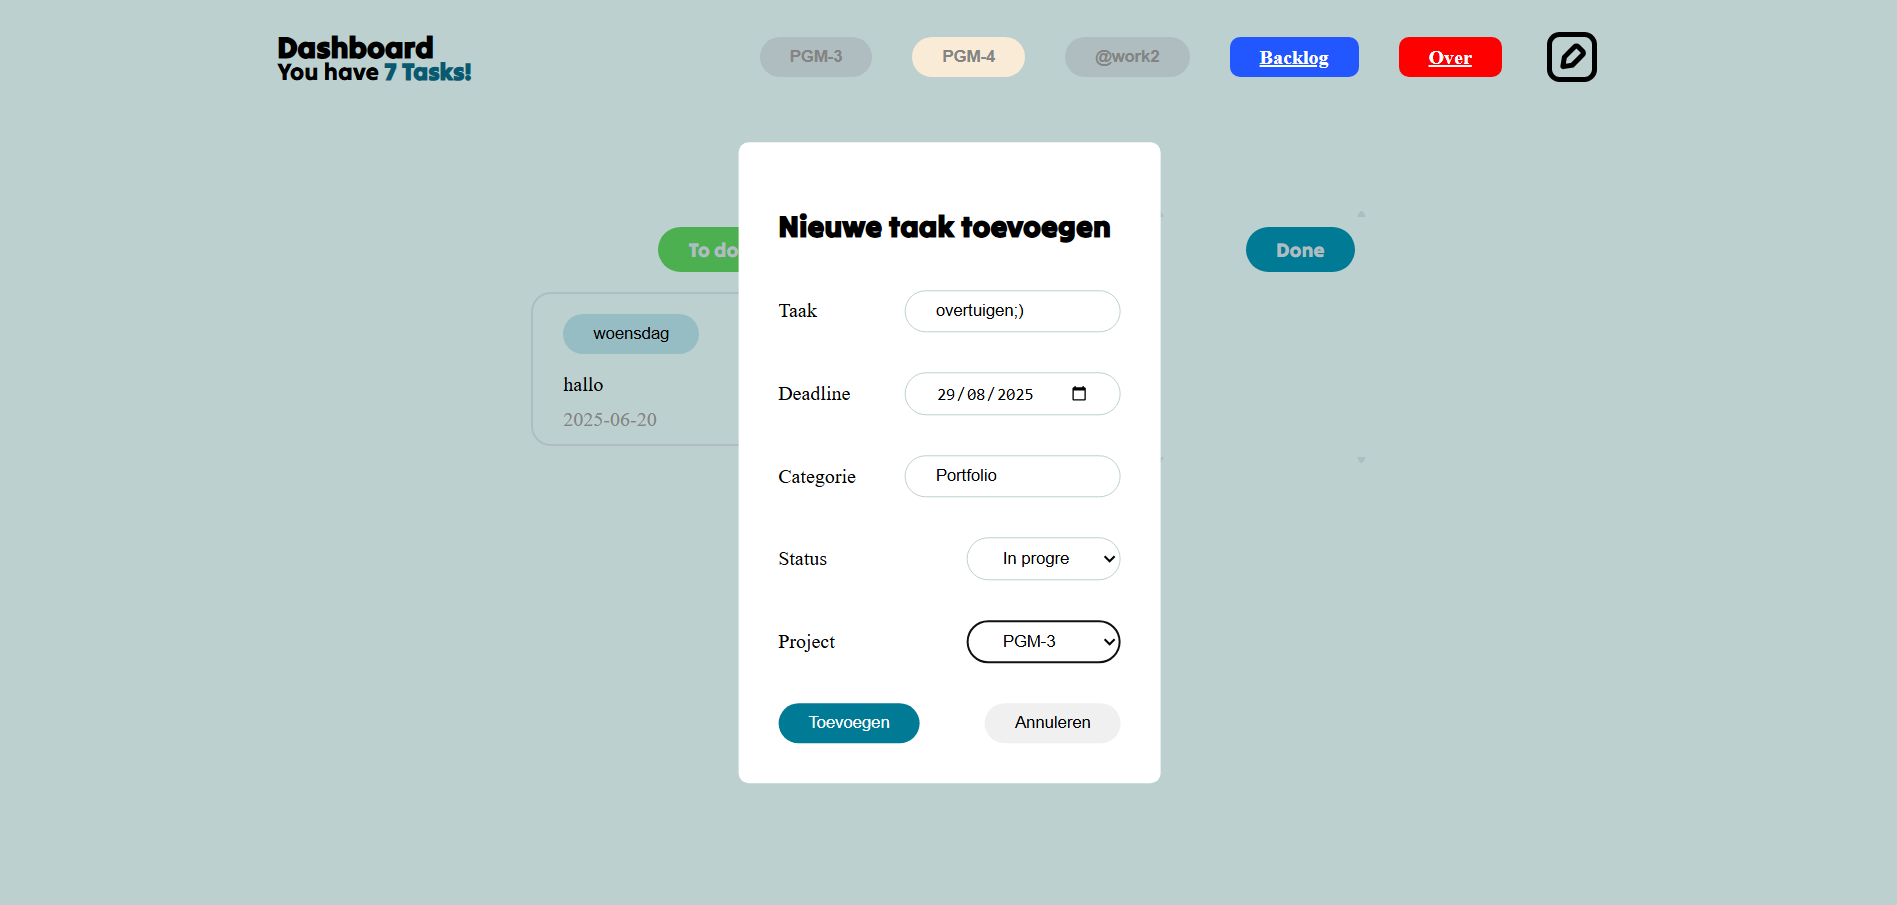 Dashboard
You have 7 Tasks!
PGM-3
PGM-4
@work2
Backlog
Over
To do
Done
woensdag
hallo
2025-06-20
Nieuwe taak toevoegen
Taak
overtuigen;)
Deadline
29/08/2025
Categorie
Portfolio
Status
In progre
Project
PGM-3
Toevoegen
Annuleren